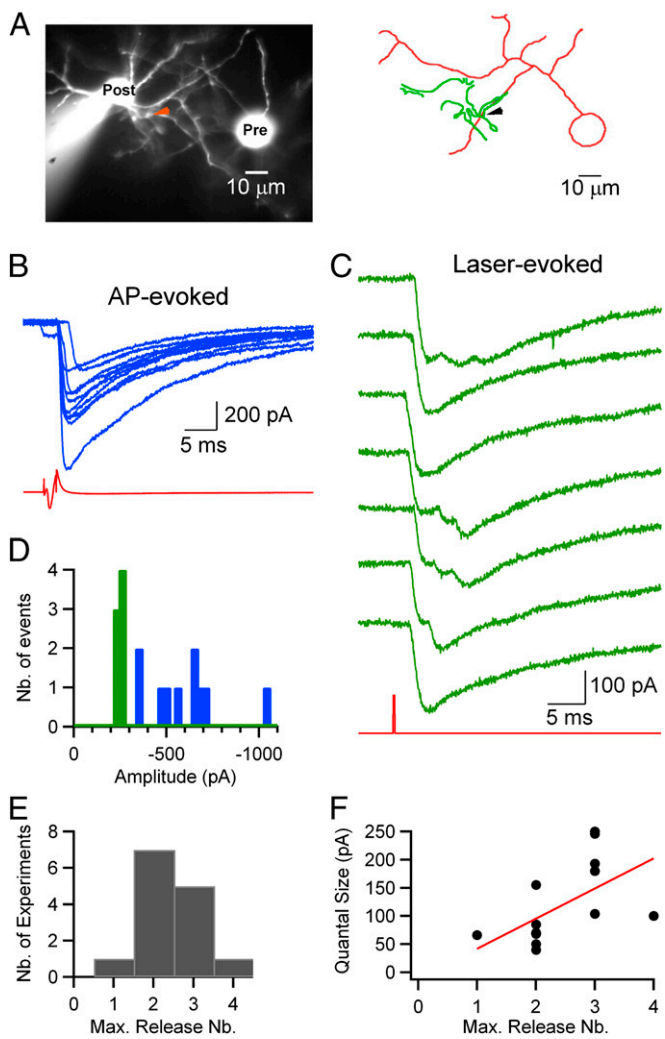 A
Post
Pre
10 μm
10 μm
B
AP-evoked
200 pA
5 ms
C
Laser-evoked
100 pA
5 ms
D
Nb. of events
4
3
2
1
0
0
-500
-1000
Amplitude (pA)
E
Nb. of Experiments
8
6
4
2
0
1
2
3
4
Max. Release Nb.
F
Quantal Size (pA)
250
200
150
100
50
0
0
1
2
3
4
Max. Release Nb.